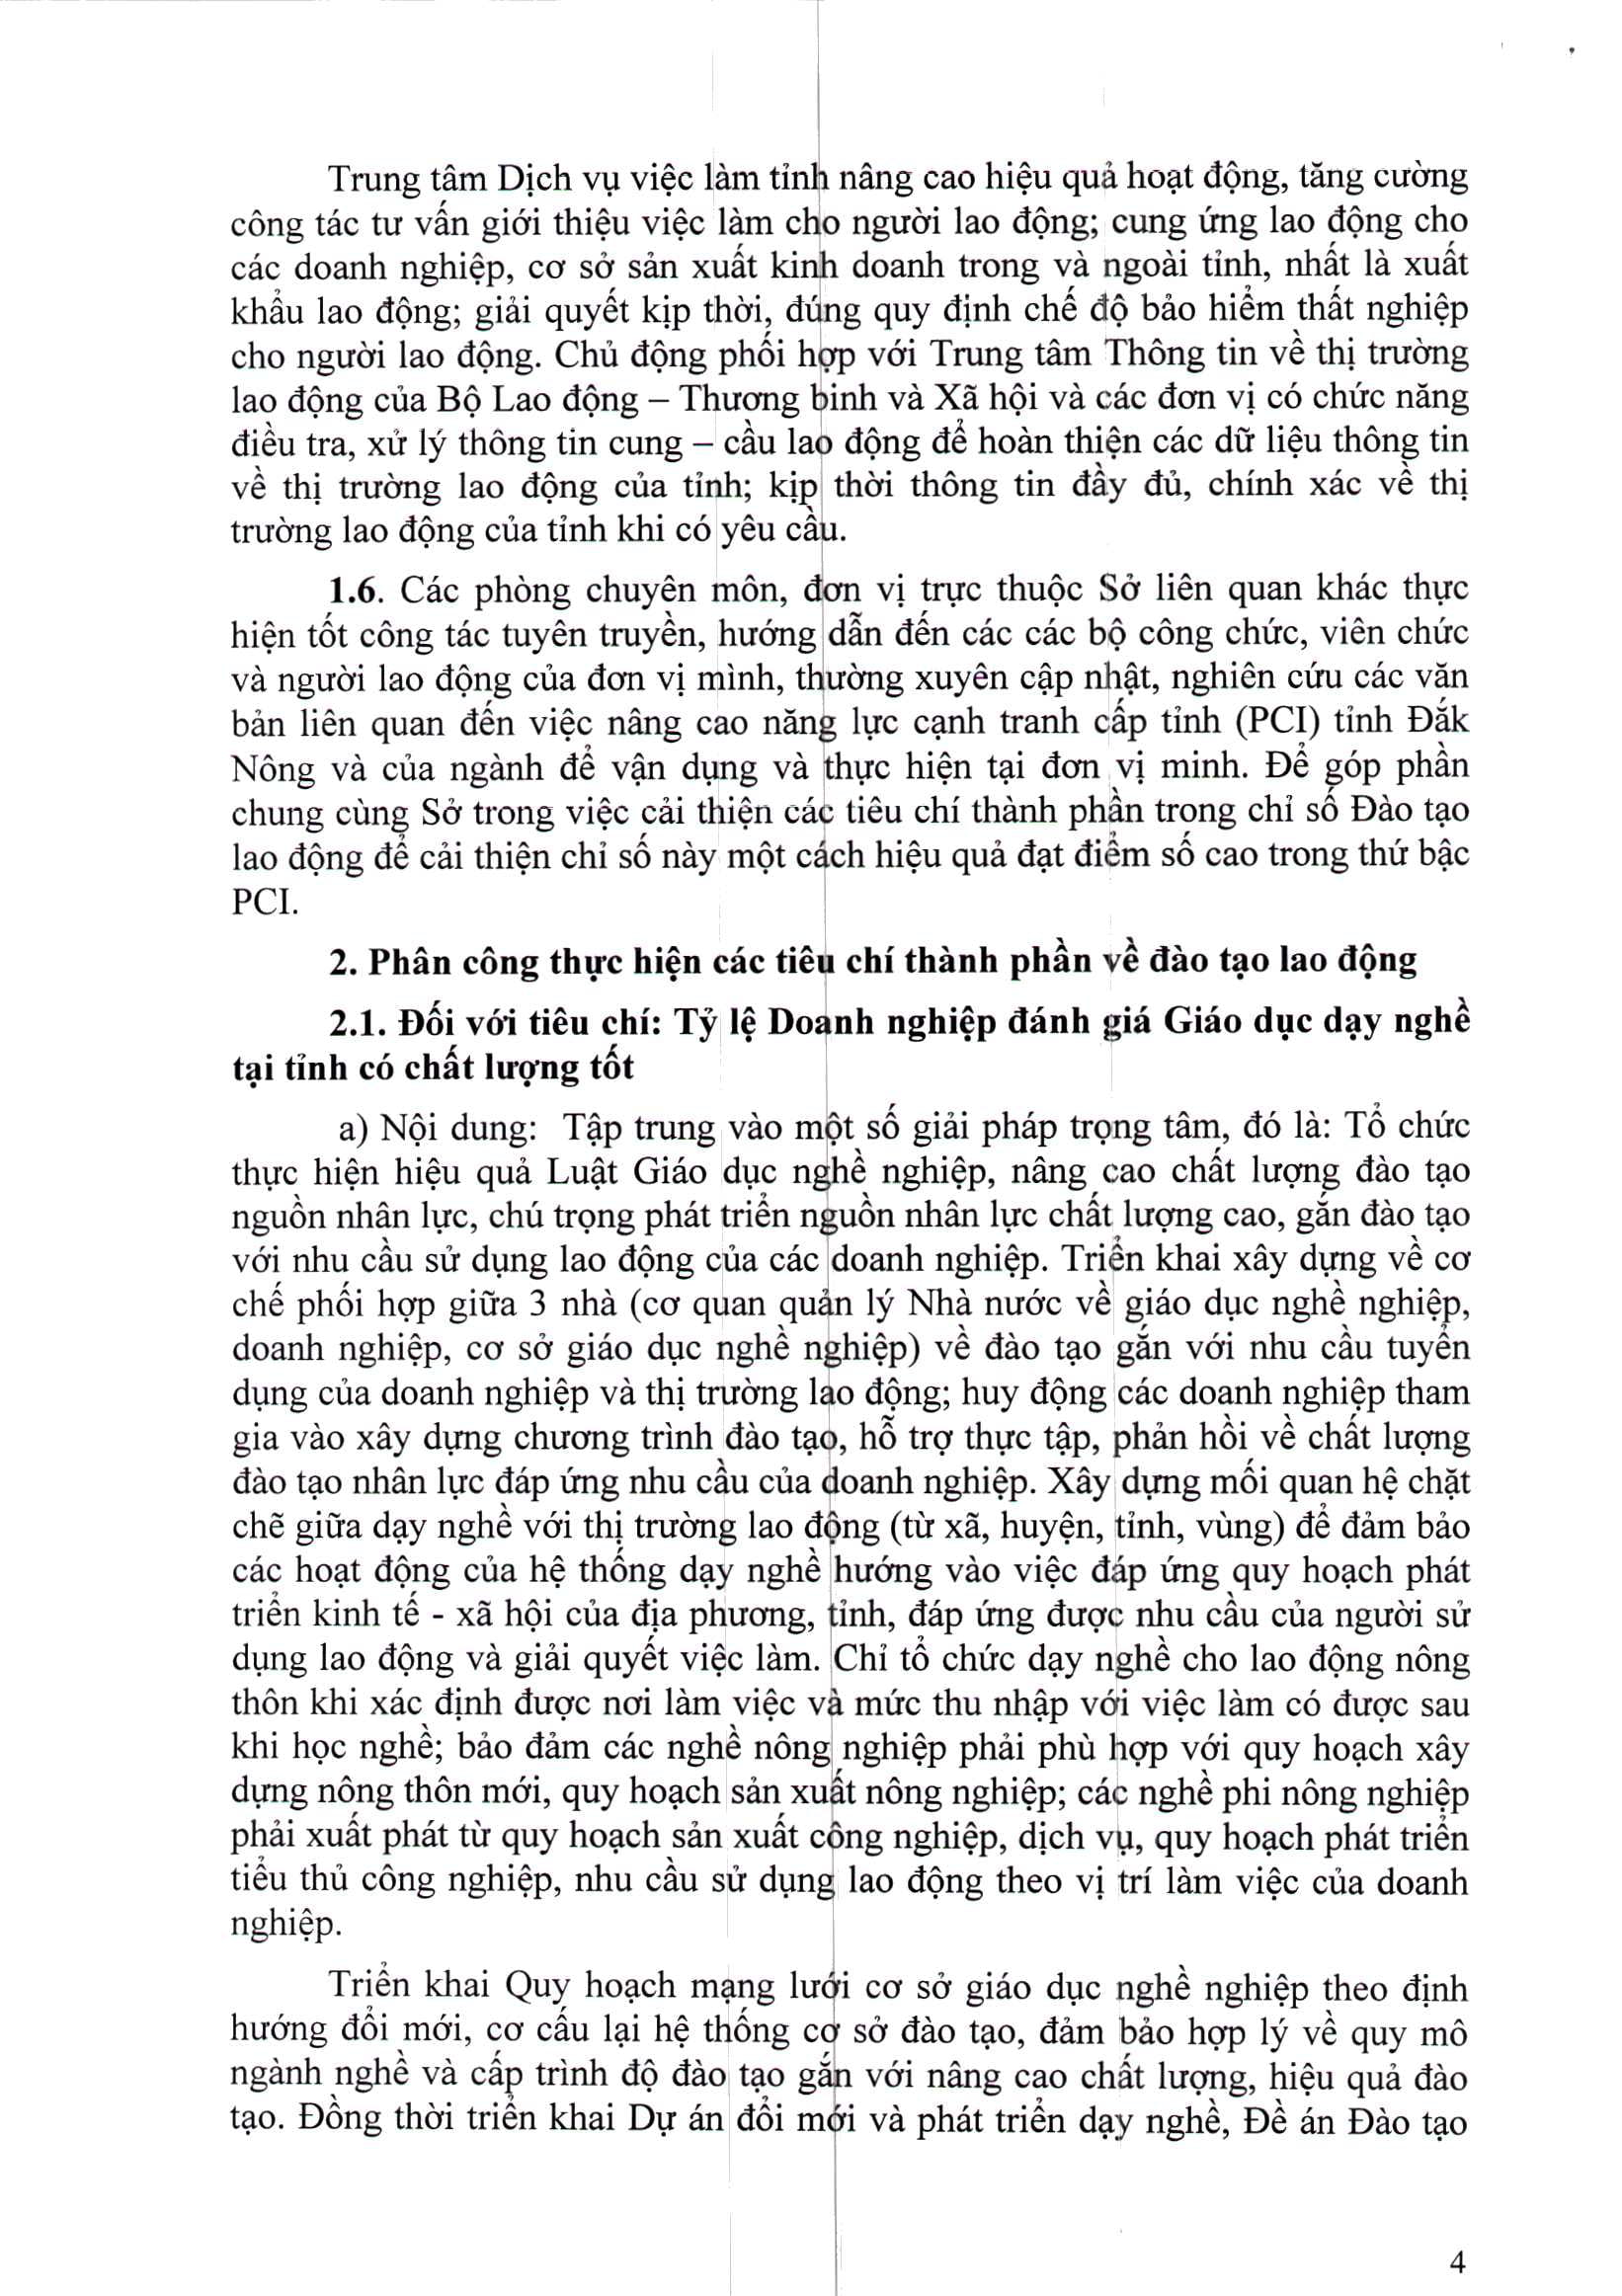 Trung tâm Dịch vụ việc làm tỉnh nâng cao hiệu quả hoạt động, tăng cường
công tác tư vấn giới thiệu việc làm cho người lao động; cung ứng lao động cho
các doanh nghiệp, cơ sở sản xuất kinh doanh trong và ngoài tỉnh, nhất là xuất
khẩu lao động; giải quyết kịp thời, đúng quy định chế độ bảo hiểm thất nghiệp
cho người lao động. Chủ động phối hợp với Trung tâm Thông tin về thị trường
lao động của Bộ Lao động – Thương binh và Xã hội và các đơn vị có chức năng
điều tra, xử lý thông tin cung – cầu lao động để hoàn thiện các dữ liệu thông tin
về thị trường lao động của tỉnh; kịp thời thông tin đầy đủ, chính xác về thị
trường lao động của tỉnh khi có yêu cầu.
1.6. Các phòng chuyên môn, đơn vị trực thuộc Sở liên quan khác thực
hiện tốt công tác tuyên truyền, hướng dẫn đến các các bộ công chức, viên chức
và người lao động của đơn vị mình, thường xuyên cập nhật, nghiên cứu các văn
bản liên quan đến việc nâng cao năng lực cạnh tranh cấp tỉnh (PCI) tỉnh Đắk
Nông và của ngành để vận dụng và thực hiện tại đơn vị minh. Để góp phần
chung cùng Sở trong việc cải thiện các tiêu chí thành phần trong chỉ số Đào tạo
lao động để cải thiện chỉ số này một cách hiệu quả đạt điểm số cao trong thứ bậc
PCI.
2. Phân công thực hiện các tiêu chí thành phần về đào tạo lao động
2.1. Đối với tiêu chí: Tỷ lệ Doanh nghiệp đánh giá Giáo dục dạy nghề
tại tỉnh có chất lượng tốt
a) Nội dung: Tập trung vào một số giải pháp trọng tâm, đó là: Tổ chức
thực hiện hiệu quả Luật Giáo dục nghề nghiệp, nâng cao chất lượng đào tạo
nguồn nhân lực, chú trọng phát triển nguồn nhân lực chất lượng cao, gắn đào tạo
với nhu cầu sử dụng lao động của các doanh nghiệp. Triển khai xây dựng về cơ
chế phối hợp giữa 3 nhà (cơ quan quản lý Nhà nước về giáo dục nghề nghiệp,
doanh nghiệp, cơ sở giáo dục nghề nghiệp) về đào tạo gắn với nhu cầu tuyển
dụng của doanh nghiệp và thị trường lao động; huy động các doanh nghiệp tham
gia vào xây dựng chương trình đào tạo, hỗ trợ thực tập, phản hồi về chất lượng
đào tạo nhân lực đáp ứng nhu cầu của doanh nghiệp. Xây dựng mối quan hệ chặt
chẽ giữa dạy nghề với thị trường lao động (từ xã, huyện, tỉnh, vùng) để đảm bảo
các hoạt động của hệ thống dạy nghề hướng vào việc đáp ứng quy hoạch phát
triển kinh tế - xã hội của địa phương, tỉnh, đáp ứng được nhu cầu của người sử
dụng lao động và giải quyết việc làm. Chỉ tổ chức dạy nghề cho lao động nông
thôn khi xác định được nơi làm việc và mức thu nhập với việc làm có được sau
khi học nghề; bảo đảm các nghề nông nghiệp phải phù hợp với quy hoạch xây
dựng nông thôn mới, quy hoạch sản xuất nông nghiệp; các nghề phi nông nghiệp
phải xuất phát từ quy hoạch sản xuất công nghiệp, dịch vụ, quy hoạch phát triển
tiểu thủ công nghiệp, nhu cầu sử dụng lao động theo vị trí làm việc của doanh
nghiệp.
Triển khai Quy hoạch mạng lưới cơ sở giáo dục nghề nghiệp theo định
hướng đổi mới, cơ cấu lại hệ thống cơ sở đào tạo, đảm bảo hợp lý về quy mô
ngành nghề và cấp trình độ đào tạo gắn với nâng cao chất lượng, hiệu quả đào
tạo. Đồng thời triển khai Dự án đổi mới và phát triển dạy nghề, Đề án Đào tạo
4